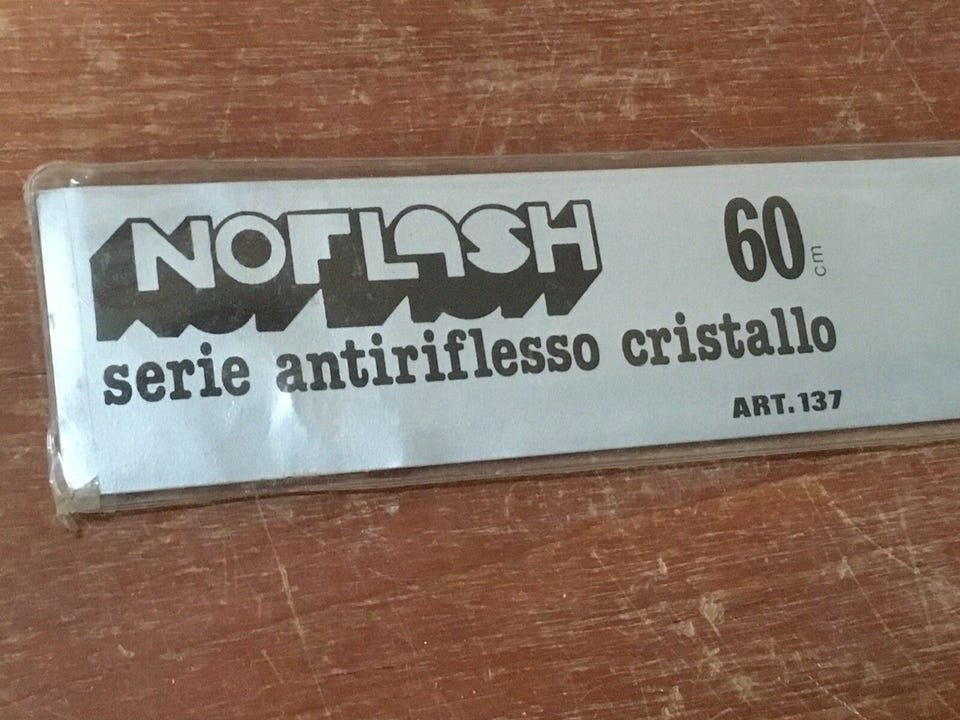 NOFLASH 60 cm
serie antiriflesso cristallo
ART. 137